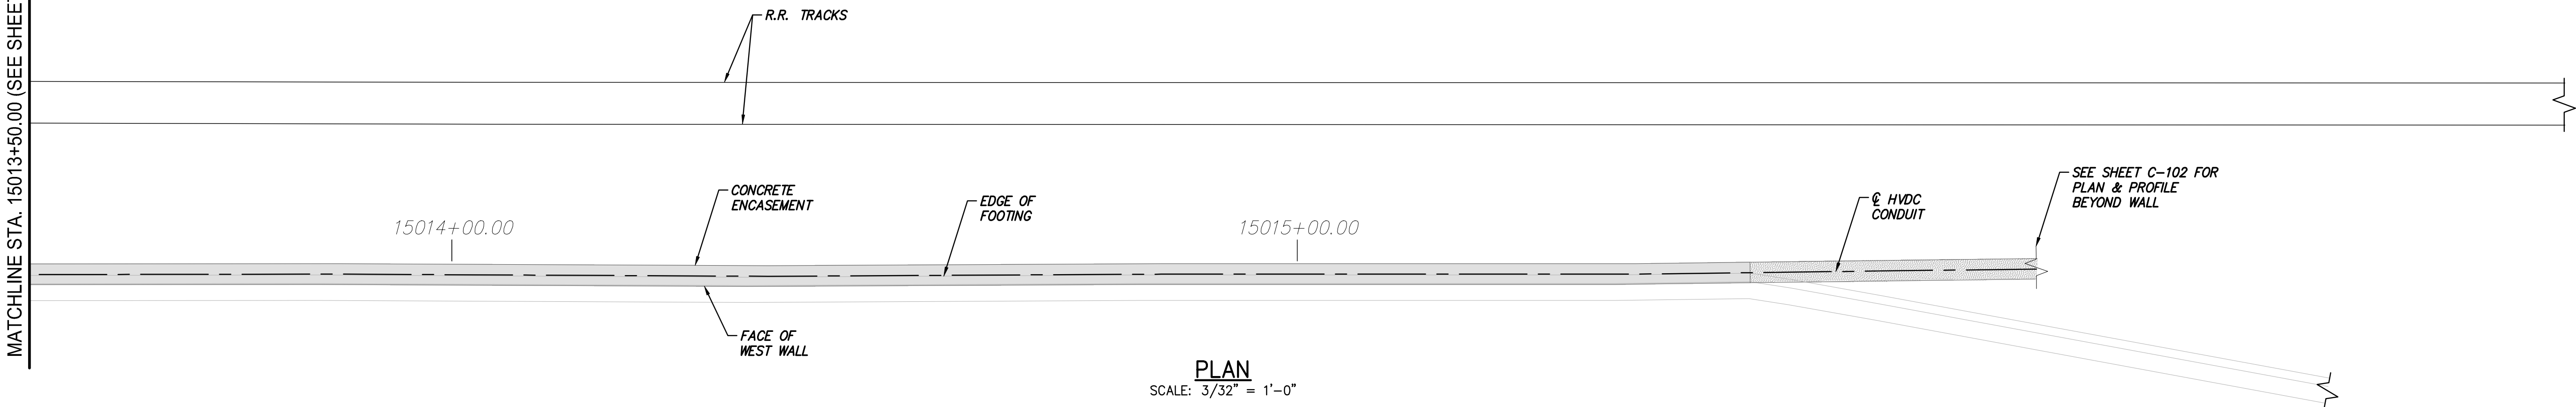 MATCHLINE STA. 15013+50.00 (SEE SHEET
R.R. TRACKS
CONCRETE
ENCASEMENT
EDGE OF
FOOTING
℄ HVDC
CONDUIT
SEE SHEET C-102 FOR
PLAN & PROFILE
BEYOND WALL
15014+00.00
15015+00.00
FACE OF
WEST WALL
PLAN
SCALE: 3/32" = 1'-0"